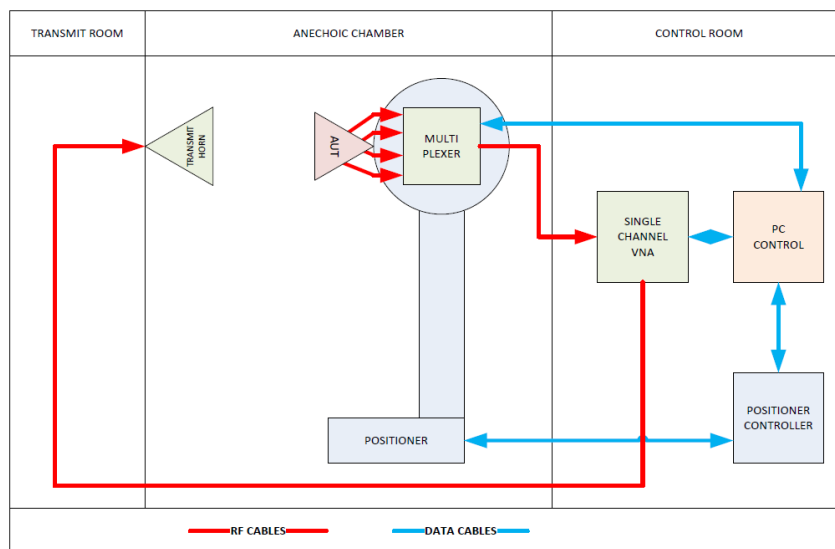 TRANSMIT ROOM
ANECHOIC CHAMBER
CONTROL ROOM
TRANSMIT
HORN
AUT
MULTI
PLEXER
SINGLE
CHANNEL
VNA
PC
CONTROL
POSITIONER
POSITIONER
CONTROLLER
RF CABLES
DATA CABLES